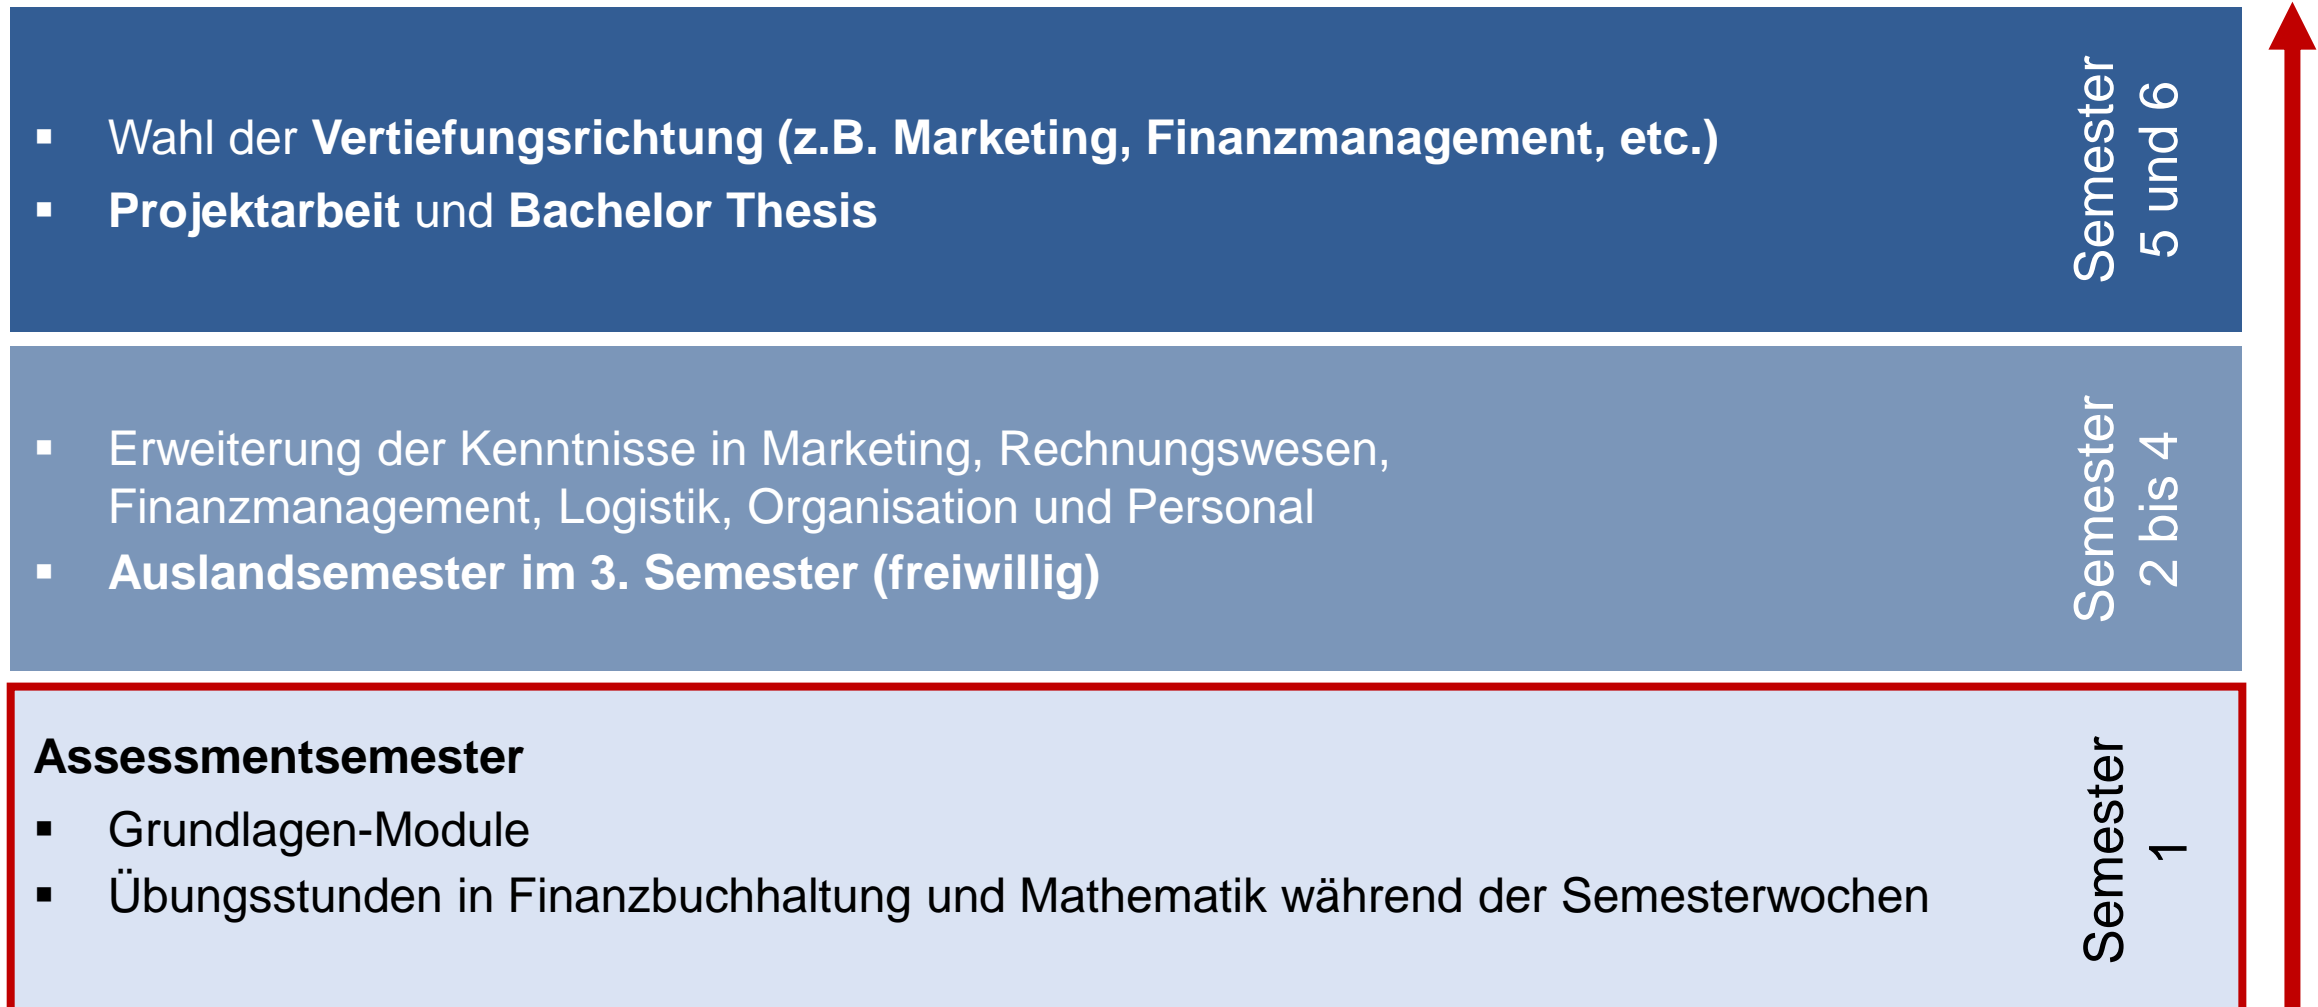 ▪ Wahl der Vertiefungsrichtung (z.B. Marketing, Finanzmanagement, etc.)
▪ Projektarbeit und Bachelor Thesis
Semester
5 und 6
▪ Erweiterung der Kenntnisse in Marketing, Rechnungswesen,
Finanzmanagement, Logistik, Organisation und Personal
▪ Auslandsemester im 3. Semester (freiwillig)
Semester
2 bis 4
Assessmentsemester
▪ Grundlagen-Module
▪ Übungsstunden in Finanzbuchhaltung und Mathematik während der Semesterwochen
Semester
1